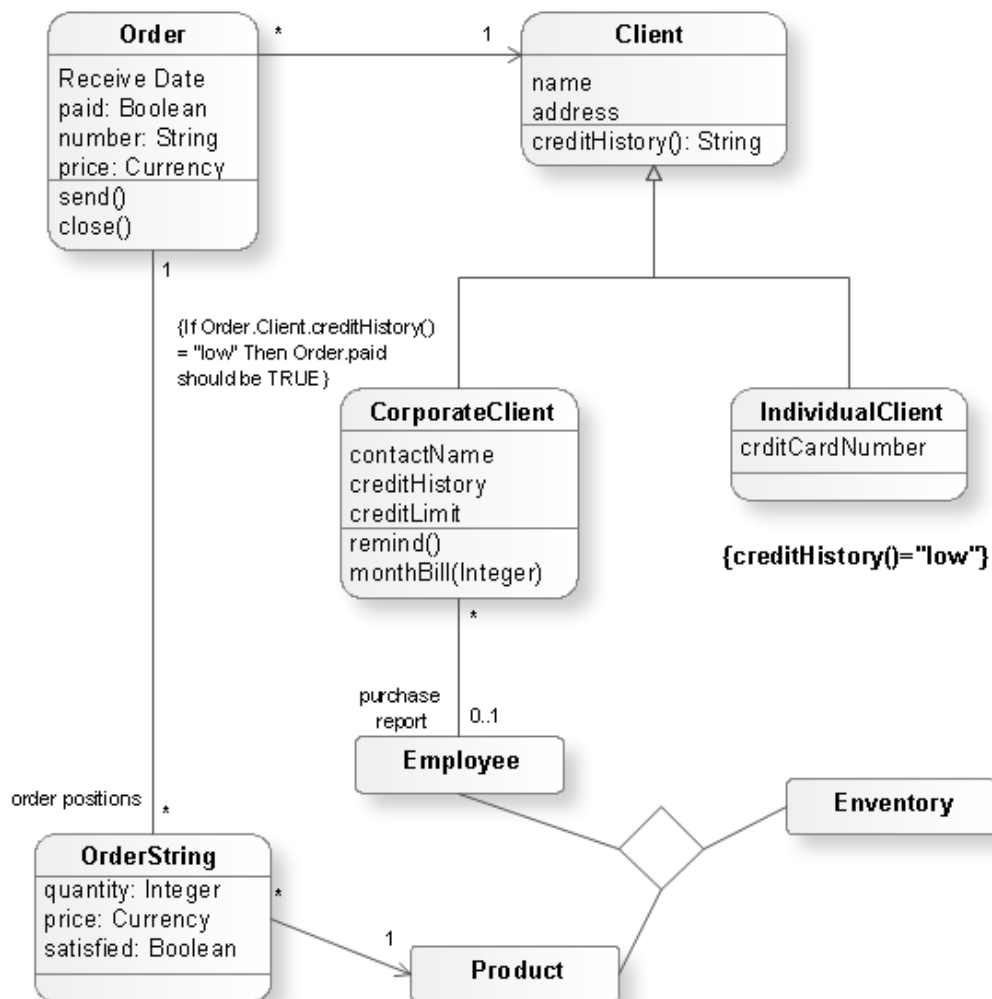 Order
Receive Date
paid: Boolean
number: String
price: Currency
send()
close()
*
1
Client
name
address
creditHistory(): String
1
{If Order.Client.creditHistory()
= "low" Then Order.paid
should be TRUE}
CorporateClient
contactName
creditHistory
creditLimit
remind()
monthBill(Integer)
IndividualClient
crditCardNumber
{creditHistory()="low"}
*
purchase
report
0..1
Employee
Enventory
order positions
*
OrderString
quantity: Integer
price: Currency
satisfied: Boolean
*
1
Product